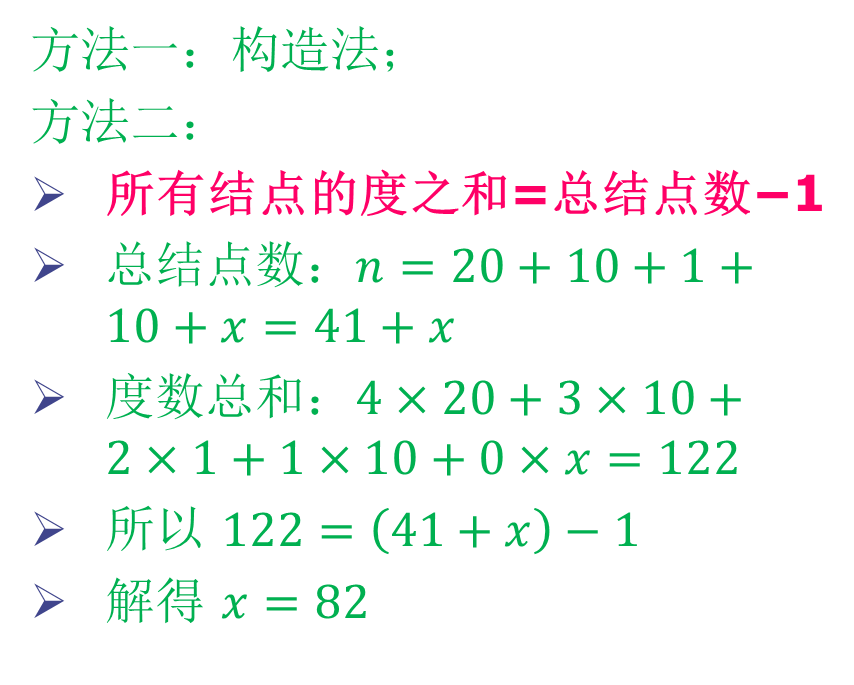 方法一：构造法；
方法二：
➢ 所有结点的度之和=总结点数−1
➢ 总结点数：n = 20 + 10 + 1 +
10 + x = 41 + x
➢ 度数总和：4 × 20 + 3 × 10 +
2 × 1 + 1 × 10 + 0 × x = 122
➢ 所以 122 = (41 + x) − 1
➢ 解得 x = 82